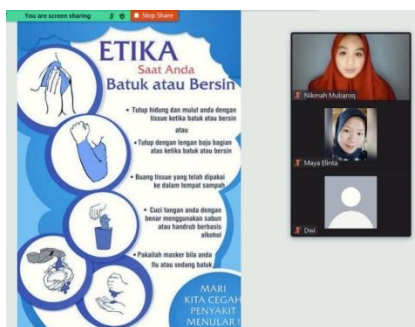 You are screen sharing
Stop Share
ETIKA
Saat Anda
Batuk atau Bersin
• Tutup hidung dan mulut anda dengan
tissue ketika batuk atau bersin
atau
• Tutup dengan lengan baju bagian
atas ketika batuk atau bersin
• Buang tissue yang telah dipakai
ke dalam tempat sampah
• Cuci tangan anda dengan
benar menggunakan sabun
atau handrub berbasis
alkohol
• Pakailah masker bila anda
flu atau sedang batuk
MARI
KITA CEGAH
PENYAKIT
MENULAR !
Nikmah Mubaroq
Maya Elinta
Dwi